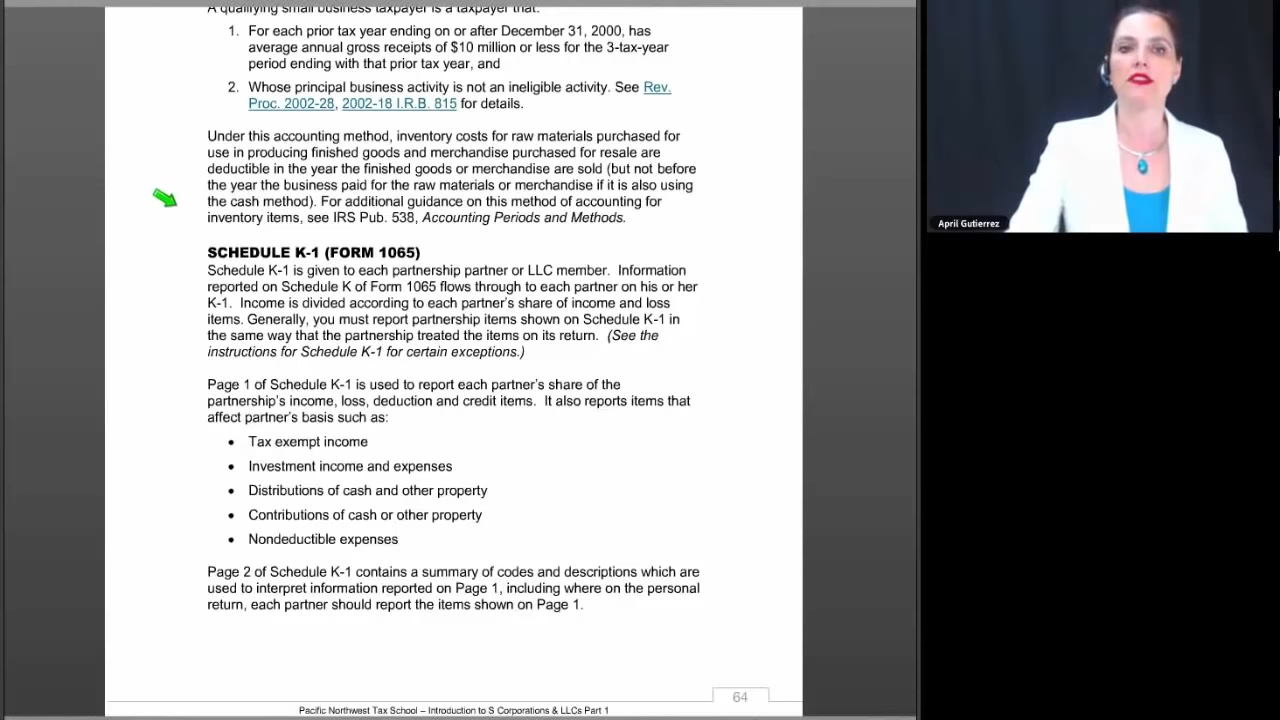 A qualifying small business taxpayer is a taxpayer that:
1. For each prior tax year ending on or after December 31, 2000, has
average annual gross receipts of $10 million or less for the 3-tax-year
period ending with that prior tax year, and
2. Whose principal business activity is not an ineligible activity. See Rev.
Proc. 2002-28, 2002-18 I.R.B. 815 for details.
Under this accounting method, inventory costs for raw materials purchased for
use in producing finished goods and merchandise purchased for resale are
deductible in the year the finished goods or merchandise are sold (but not before
the year the business paid for the raw materials or merchandise if it is also using
the cash method). For additional guidance on this method of accounting for
inventory items, see IRS Pub. 538, Accounting Periods and Methods.
SCHEDULE K-1 (FORM 1065)
Schedule K-1 is given to each partnership partner or LLC member. Information
reported on Schedule K of Form 1065 flows through to each partner on his or her
K-1. Income is divided according to each partner's share of income and loss
items. Generally, you must report partnership items shown on Schedule K-1 in
the same way that the partnership treated the items on its return. (See the
instructions for Schedule K-1 for certain exceptions.)
Page 1 of Schedule K-1 is used to report each partner's share of the
partnership's income, loss, deduction and credit items. It also reports items that
affect partner's basis such as:
• Tax exempt income
• Investment income and expenses
• Distributions of cash and other property
• Contributions of cash or other property
• Nondeductible expenses
Page 2 of Schedule K-1 contains a summary of codes and descriptions which are
used to interpret information reported on Page 1, including where on the personal
return, each partner should report the items shown on Page 1.
64
Pacific Northwest Tax School – Introduction to S Corporations & LLCs Part 1
April Gutierrez